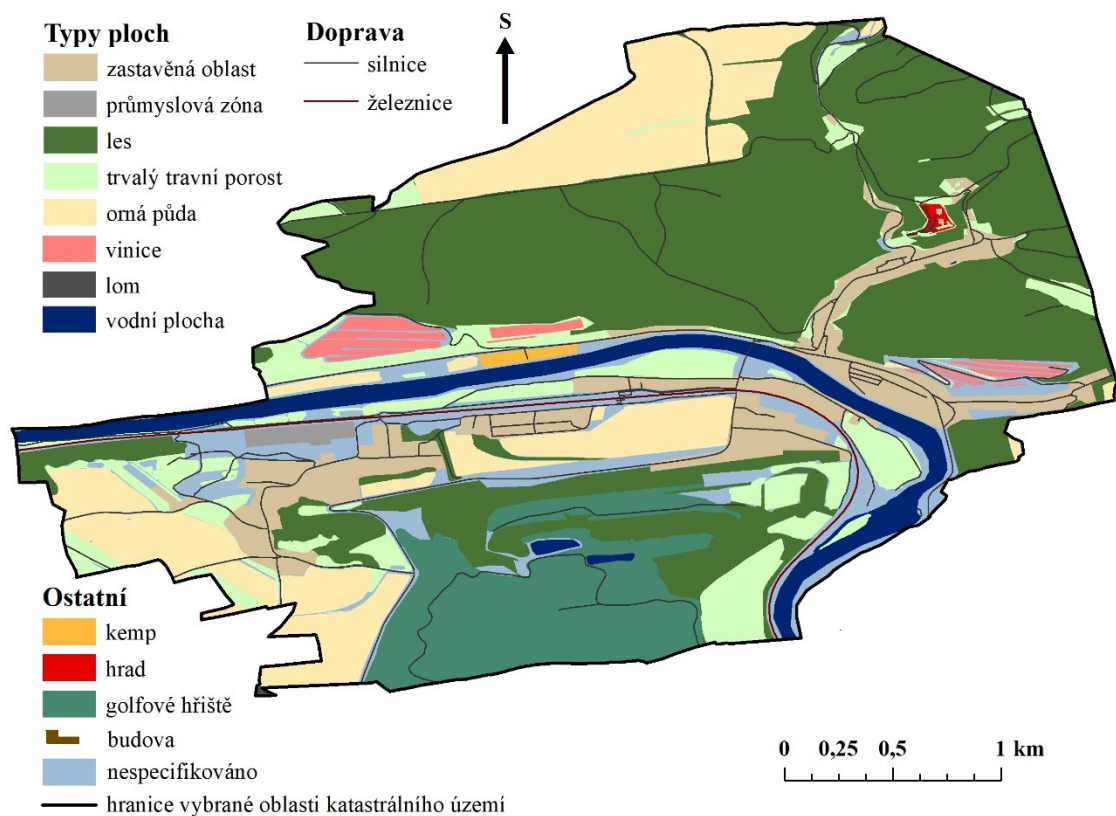 Typy ploch
zastavěná oblast
průmyslová zóna
les
trvalý travní porost
orná půda
vinice
lom
vodní plocha
Doprava
silnice
železnice
S
Ostatní
kemp
hrad
golfové hřiště
budova
nespecifikováno
hranice vybrané oblasti katastrálního území
0 0,25 0,5 1 km